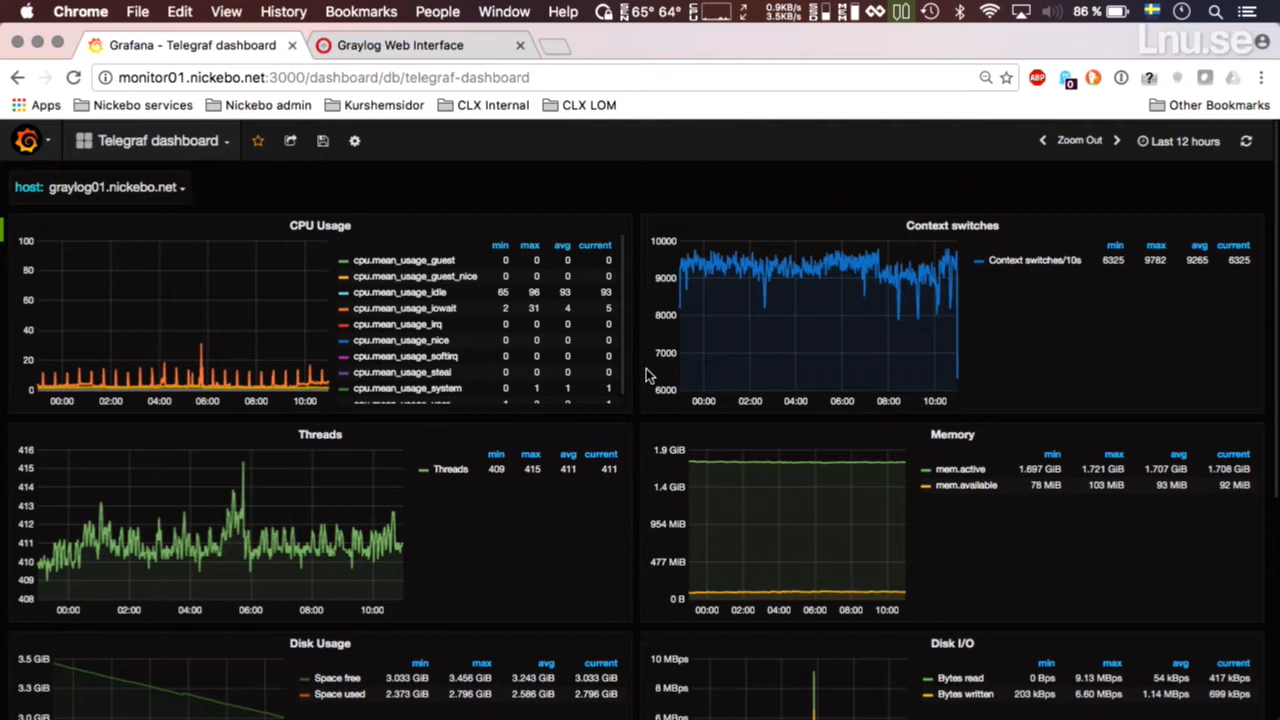 Chrome File Edit View History Bookmarks People Window Help 65° 64° 0.9KB/s 3.5KB/s 86 %
Grafana - Telegraf dashboard Graylog Web Interface Lnu.se
monitor01.nickebo.net:3000/dashboard/db/telegraf-dashboard ABP 0
Apps Nickebo services Nickebo admin Kurshemsidor CLX Internal CLX LOM Other Bookmarks
Telegraf dashboard Zoom Out Last 12 hours
host: graylog01.nickebo.net
CPU Usage
min max avg current
100
80
60
40
20
0
00:00 02:00 04:00 06:00 08:00 10:00
cpu.mean_usage_guest 0 0 0 0
cpu.mean_usage_guest_nice 0 0 0 0
cpu.mean_usage_idle 65 96 93 93
cpu.mean_usage_iowait 2 31 4 5
cpu.mean_usage_irq 0 0 0 0
cpu.mean_usage_nice 0 0 0 0
cpu.mean_usage_softirq 0 0 0 0
cpu.mean_usage_steal 0 0 0 0
cpu.mean_usage_system 0 1 1 1
Context switches
min max avg current
Context switches/10s 6325 9782 9265 6325
10000
9000
8000
7000
6000
00:00 02:00 04:00 06:00 08:00 10:00
Threads
min max avg current
Threads 409 415 411 411
416
415
414
413
412
411
410
409
408
00:00 02:00 04:00 06:00 08:00 10:00
Memory
min max avg current
mem.active 1.697 GiB 1.721 GiB 1.707 GiB 1.708 GiB
mem.available 78 MiB 103 MiB 93 MiB 92 MiB
1.9 GiB
1.4 GiB
954 MiB
477 MiB
0 B
00:00 02:00 04:00 06:00 08:00 10:00
Disk Usage
min max avg current
Space free 3.033 GiB 3.456 GiB 3.243 GiB 3.033 GiB
Space used 2.373 GiB 2.796 GiB 2.586 GiB 2.796 GiB
3.5 GiB
3.3 GiB
3.0 GiB
Disk I/O
min max avg current
Bytes read 0 Bps 9.13 MBps 54 kBps 417 kBps
Bytes written 203 kBps 6.60 MBps 1.14 MBps 699 kBps
10 MBps
8 MBps
6 MBps